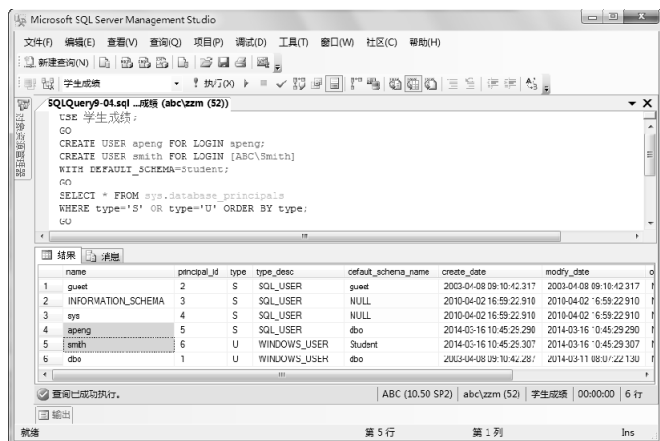 Microsoft SQL Server Management Studio
文件(F) 编辑(E) 查看(V) 查询(Q) 项目(P) 调试(D) 工具(T) 窗口(W) 社区(C) 帮助(H)
新建查询(N)
学生成绩 执行(X)
SQLQuery9-04.sql ...成绩 (abc\zzm (52))
对象资源管理器
USE 学生成绩;
GO
CREATE USER apeng FOR LOGIN apeng;
CREATE USER smith FOR LOGIN [ABC\Smith]
WITH DEFAULT_SCHEMA=Student;
GO
SELECT * FROM sys.database_principals
WHERE type='S' OR type='U' ORDER BY type;
GO
结果 消息
name principal_id type type_desc default_schema_name create_date modify_date o
1 guest 2 S SQL_USER guest 2003-04-08 09:10:42.317 2003-04-08 09:10:42.317
2 INFORMATION_SCHEMA 3 S SQL_USER NULL 2010-04-02 16:59:22.910 2010-04-02 16:59:22.910
3 sys 4 S SQL_USER NULL 2010-04-02 16:59:22.910 2010-04-02 16:59:22.910
4 apeng 5 S SQL_USER dbo 2014-03-16 10:45:29.290 2014-03-16 10:45:29.290
5 smith 6 U WINDOWS_USER Student 2014-03-16 10:45:29.307 2014-03-16 10:45:29.307
6 dbo 1 U WINDOWS_USER dbo 2003-04-08 09:10:42.287 2014-03-11 08:07:22.130
查询已成功执行。 ABC (10.50 SP2) abc\zzm (52) 学生成绩 00:00:00 6 行
输出
就绪 第 5 行 第 1 列 Ins